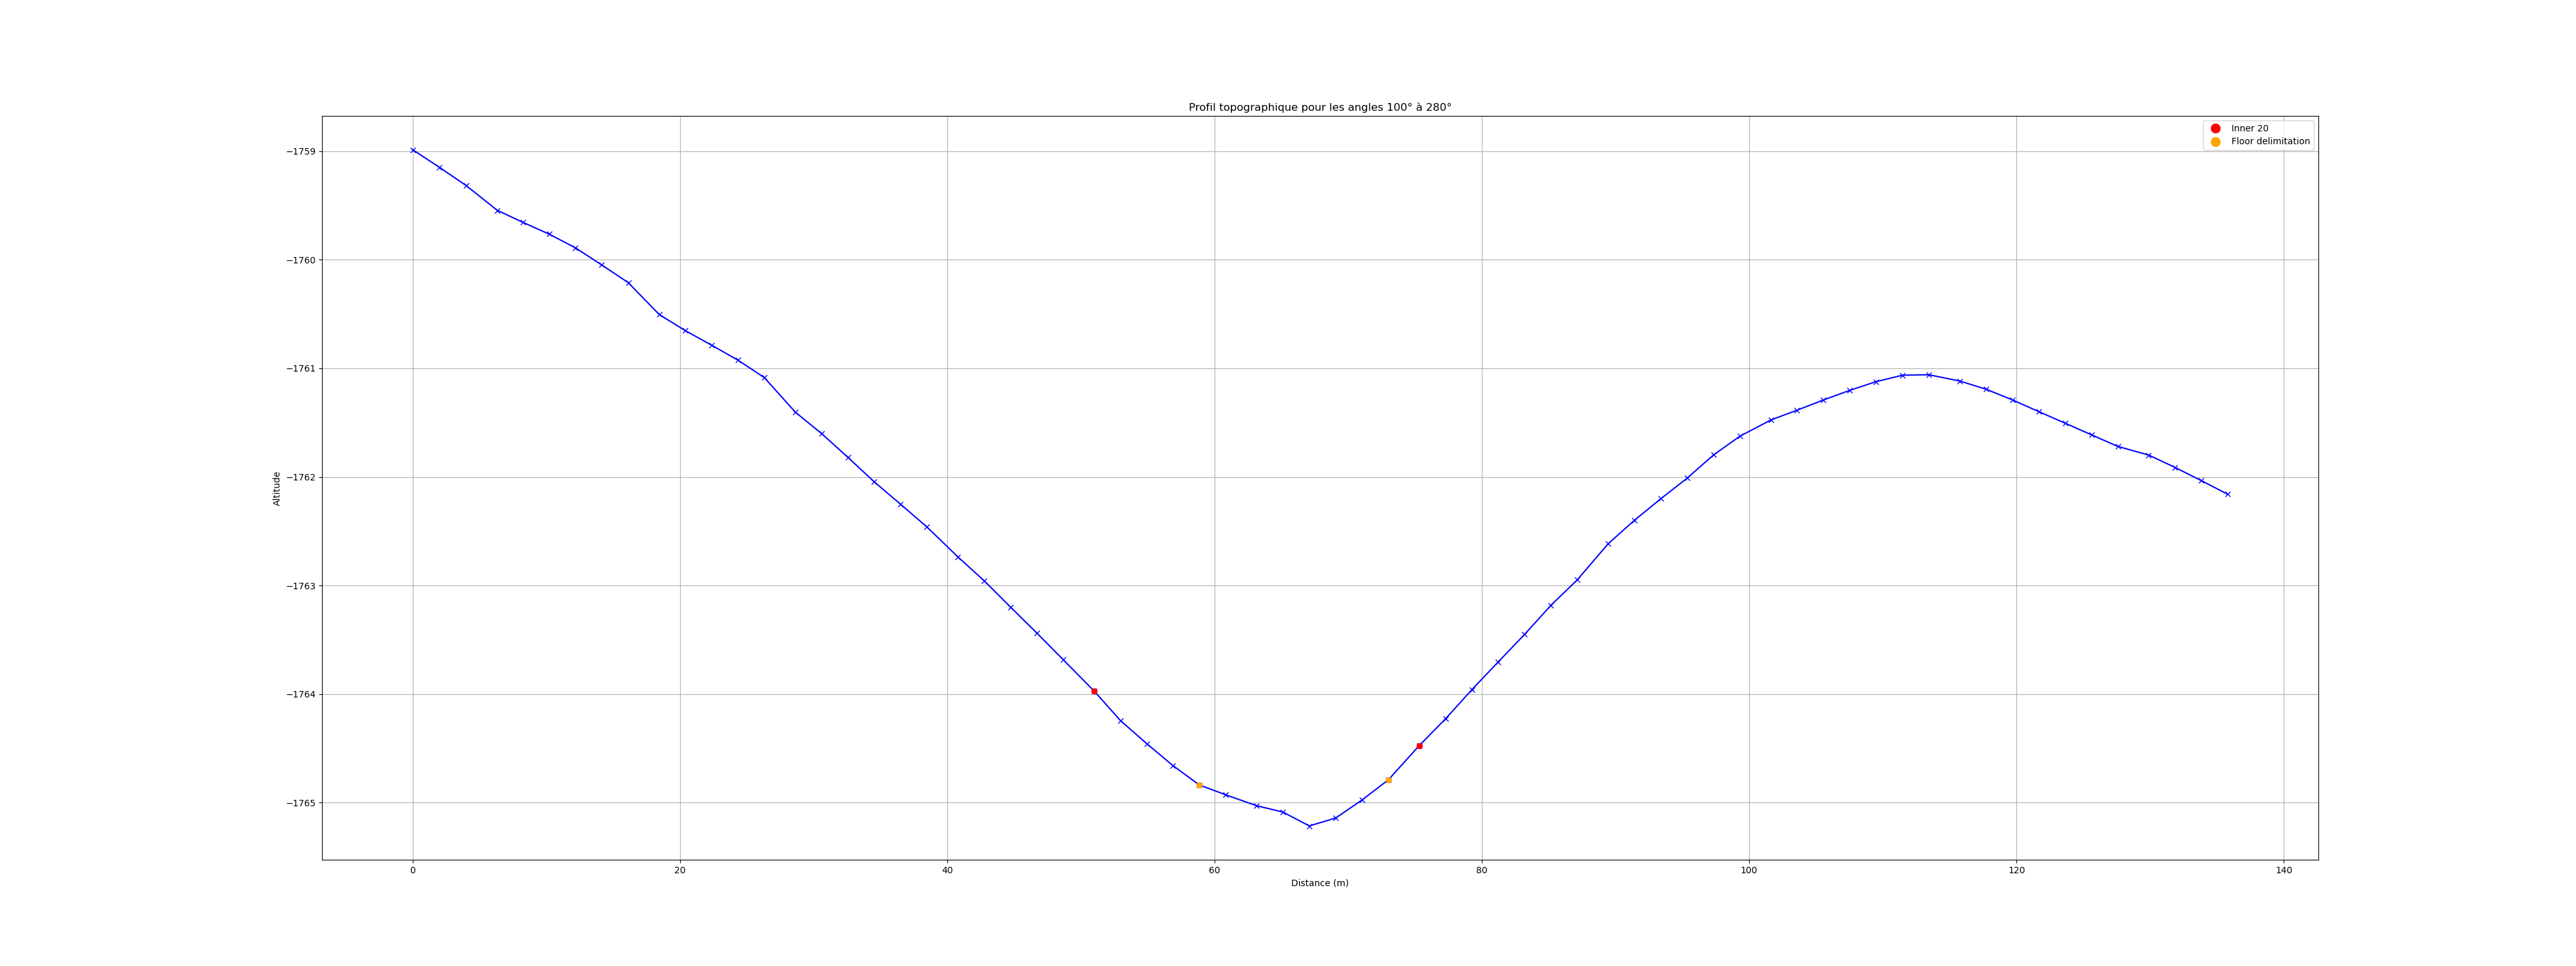 Profil topographique pour les angles 100° à 280°
Inner 20
Floor delimitation
Altitude
−1759
−1760
−1761
−1762
−1763
−1764
−1765
0 20 40 60 80 100 120 140
Distance (m)